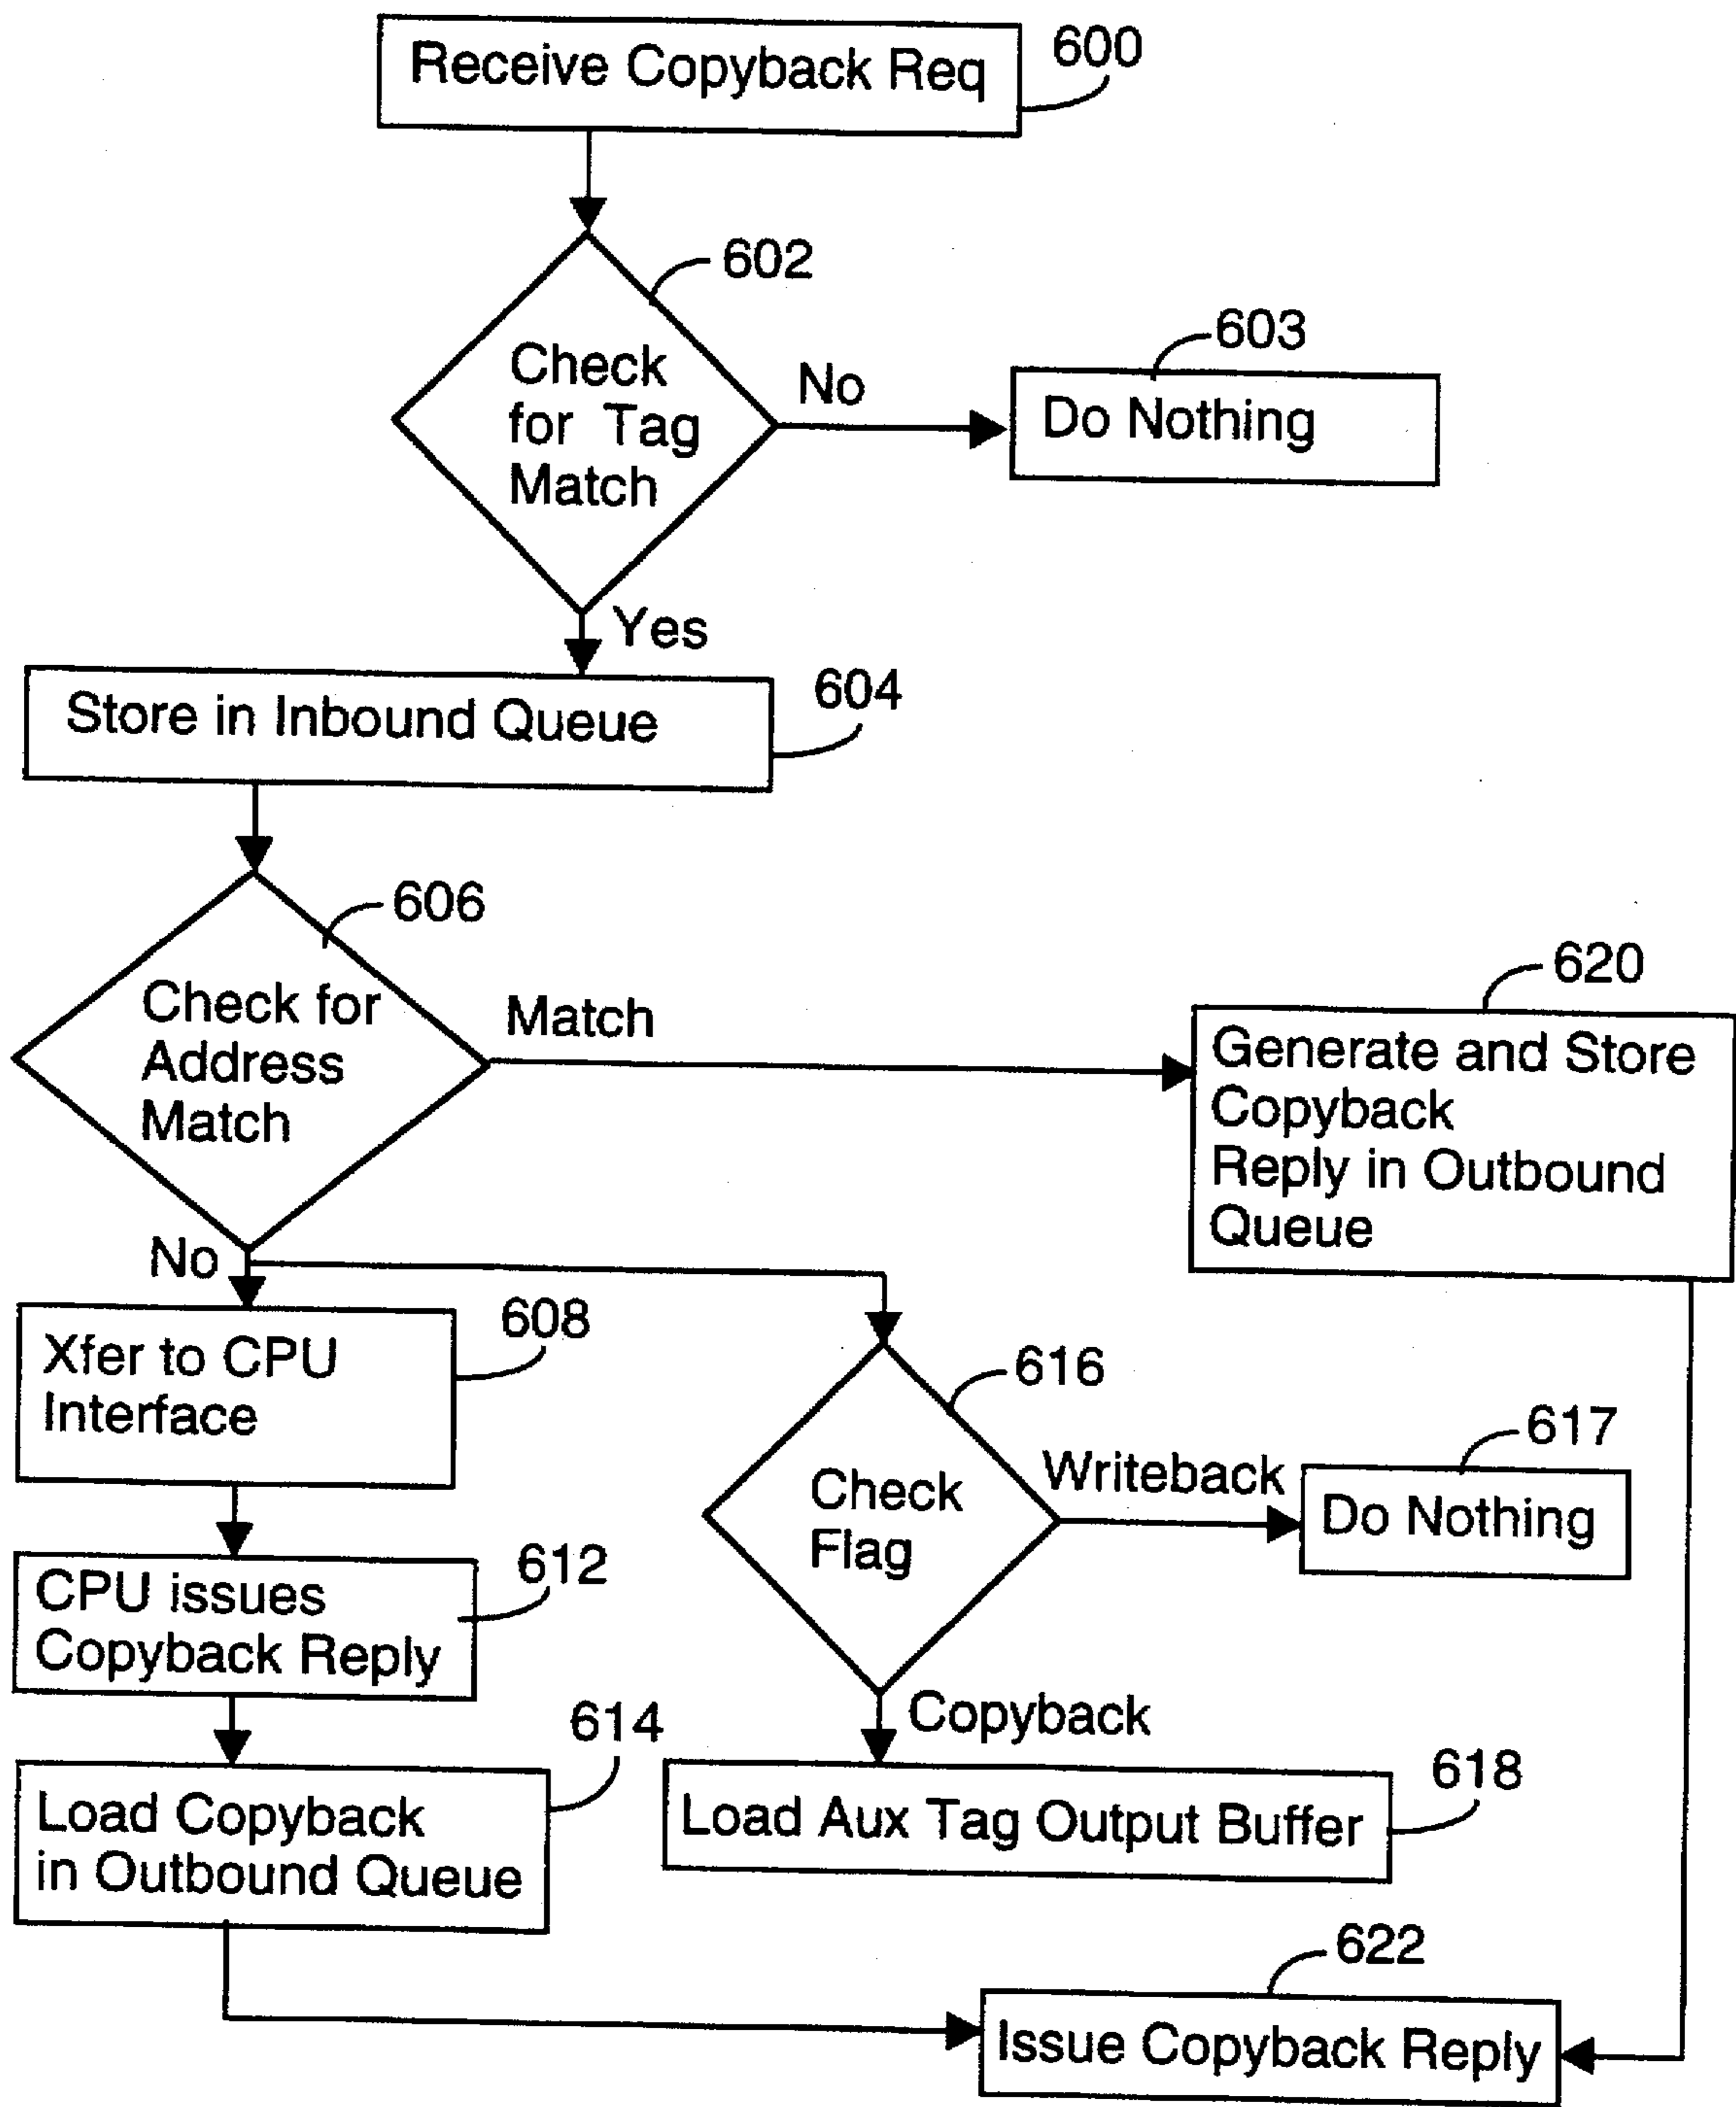 Receive Copyback Req
600
602
Check
for Tag
Match
No
603
Do Nothing
Yes
Store in Inbound Queue
604
606
Check for
Address
Match
Match
620
Generate and Store
Copyback
Reply in Outbound
Queue
No
Xfer to CPU
Interface
608
616
Check
Flag
Writeback
617
Do Nothing
CPU issues
Copyback Reply
612
Copyback
614
Load Copyback
in Outbound Queue
618
Load Aux Tag Output Buffer
622
Issue Copyback Reply